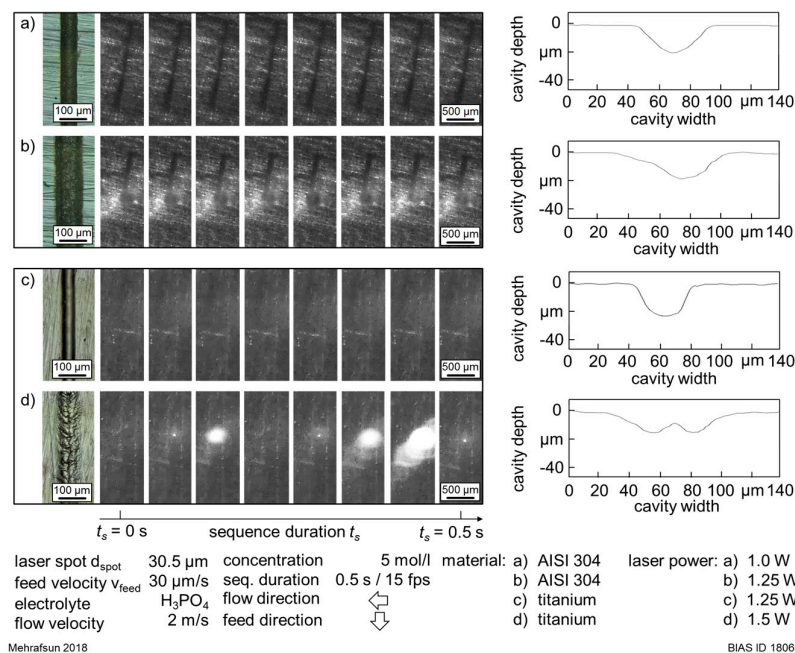 a)
100 µm
500 µm
0
µm
-40
cavity depth
0 20 40 60 80 100 µm 140
cavity width
b)
100 µm
500 µm
0
µm
-40
cavity depth
0 20 40 60 80 100 µm 140
cavity width
c)
100 µm
500 µm
0
µm
-40
cavity depth
0 20 40 60 80 100 µm 140
cavity width
d)
100 µm
500 µm
0
µm
-40
cavity depth
0 20 40 60 80 100 µm 140
cavity width
ts = 0 s sequence duration ts ts = 0.5 s
laser spot dspot 30.5 µm concentration 5 mol/l material: a) AISI 304 laser power: a) 1.0 W
feed velocity vfeed 30 µm/s seq. duration 0.5 s / 15 fps b) AISI 304 b) 1.25 W
electrolyte H₃PO₄ flow direction c) titanium c) 1.25 W
flow velocity 2 m/s feed direction d) titanium d) 1.5 W
Mehrafsun 2018 BIAS ID 1806